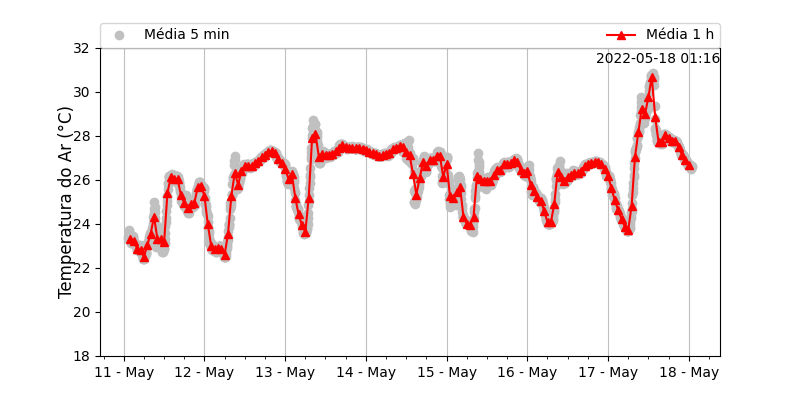 Média 5 min
Média 1 h
2022-05-18 01:16
Temperatura do Ar (°C)
32
30
28
26
24
22
20
18
11 - May
12 - May
13 - May
14 - May
15 - May
16 - May
17 - May
18 - May